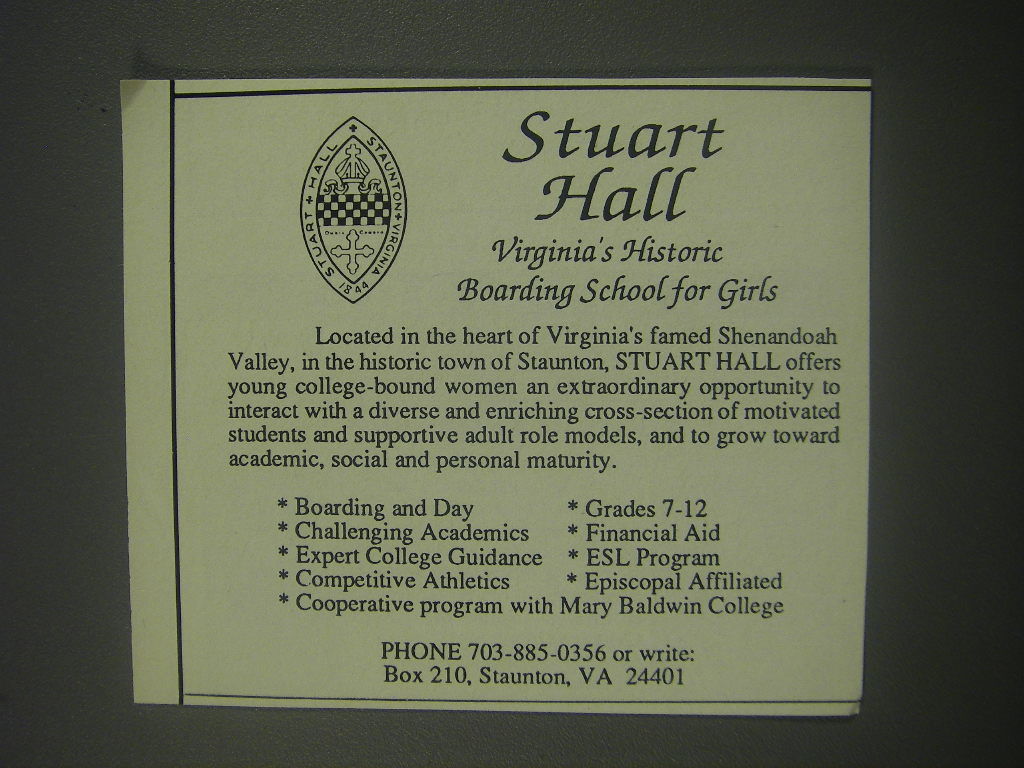 STUART + HALL + STAUNTON + VIRGINIA
1844
Stuart
Hall
Virginia's Historic
Boarding School for Girls
Located in the heart of Virginia's famed Shenandoah
Valley, in the historic town of Staunton, STUART HALL offers
young college-bound women an extraordinary opportunity to
interact with a diverse and enriching cross-section of motivated
students and supportive adult role models, and to grow toward
academic, social and personal maturity.
* Boarding and Day
* Challenging Academics
* Expert College Guidance
* Competitive Athletics
* Grades 7-12
* Financial Aid
* ESL Program
* Episcopal Affiliated
* Cooperative program with Mary Baldwin College
PHONE 703-885-0356 or write:
Box 210, Staunton, VA 24401